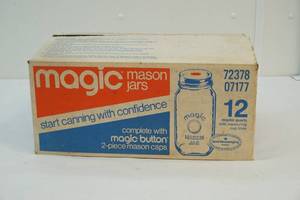 magic mason
jars
start canning with confidence
complete with
magic button
2-piece mason caps
72378
07177
12
magic
MASON
JAR